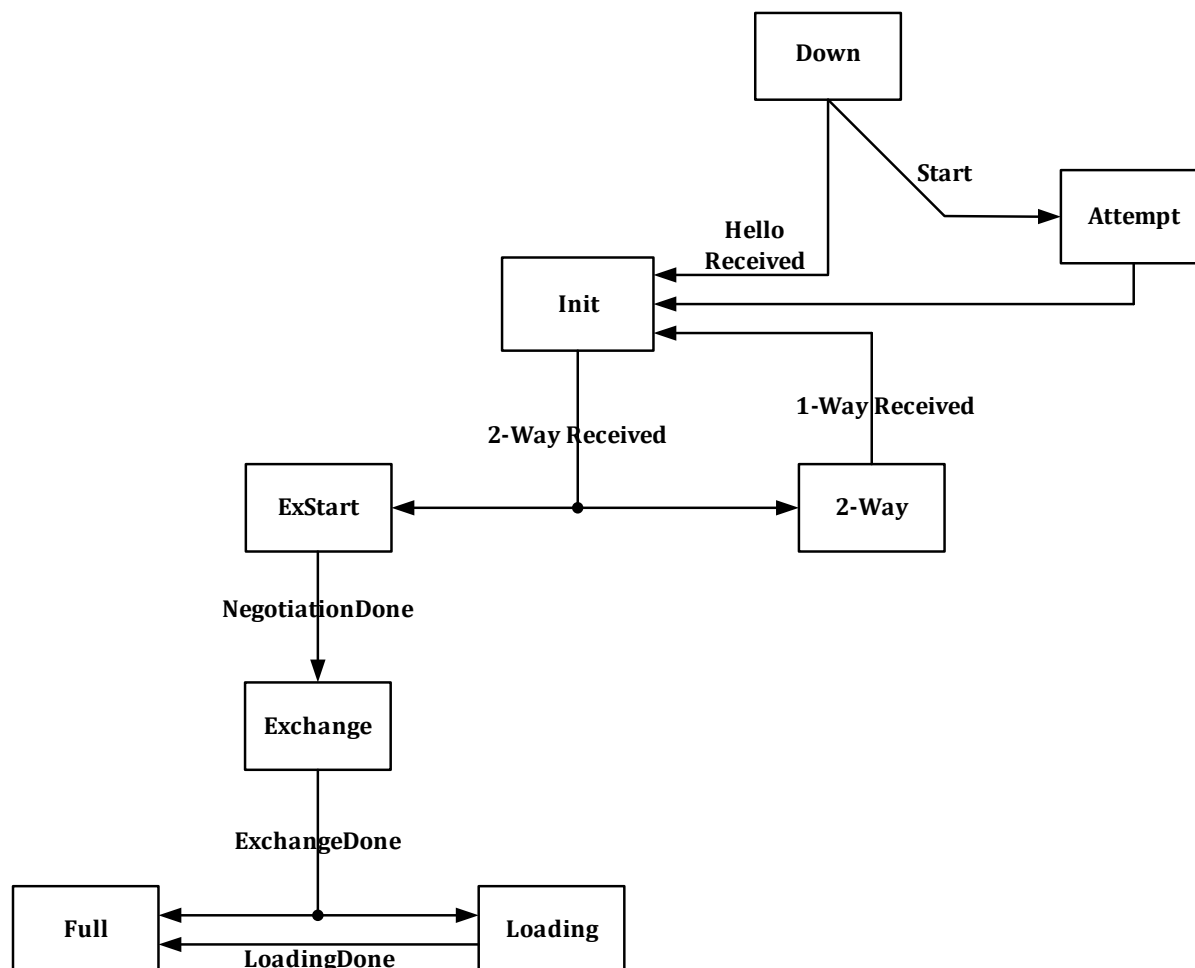 Down
Start
Attempt
Hello
Received
Init
1-Way Received
2-Way Received
ExStart
2-Way
NegotiationDone
Exchange
ExchangeDone
Full
Loading
LoadingDone